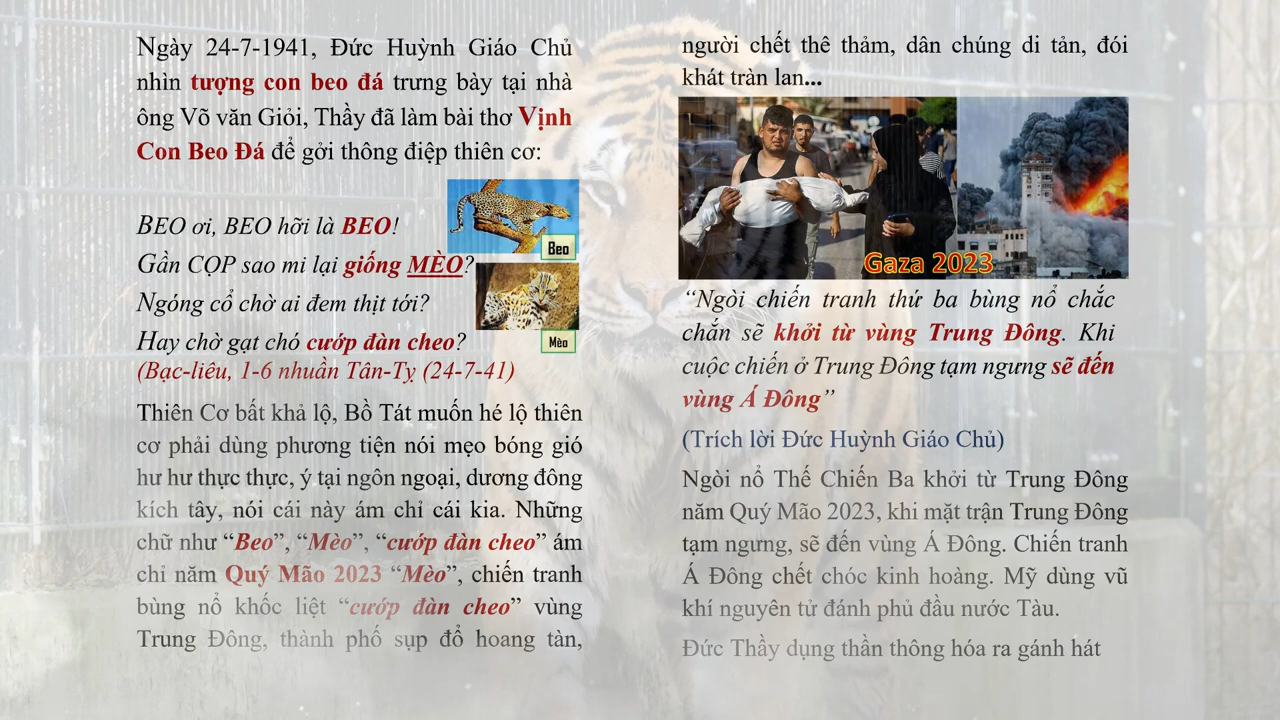 Ngày 24-7-1941, Đức Huỳnh Giáo Chủ
nhìn tượng con beo đá trưng bày tại nhà
ông Võ văn Giỏi, Thầy đã làm bài thơ Vịnh
Con Beo Đá để gởi thông điệp thiên cơ:
BEO ơi, BEO hỡi là BEO!
Gần CỌP sao mi lại giống MÈO?
Ngóng cổ chờ ai đem thịt tới?
Hay chờ gạt chó cướp đàn cheo?
(Bạc-liêu, 1-6 nhuần Tân-Tỵ (24-7-41)
Beo
Mèo
Thiên Cơ bất khả lộ, Bồ Tát muốn hé lộ thiên
cơ phải dùng phương tiện nói mẹo bóng gió
hư hư thực thực, ý tại ngôn ngoại, dương đông
kích tây, nói cái này ám chỉ cái kia. Những
chữ như “Beo”, “Mèo”, “cướp đàn cheo” ám
chỉ năm Quý Mão 2023 “Mèo”, chiến tranh
bùng nổ khốc liệt “cướp đàn cheo” vùng
Trung Đông, thành phố sụp đổ hoang tàn,
người chết thê thảm, dân chúng di tản, đói
khát tràn lan...
Gaza 2023
“Ngòi chiến tranh thứ ba bùng nổ chắc
chắn sẽ khởi từ vùng Trung Đông. Khi
cuộc chiến ở Trung Đông tạm ngưng sẽ đến
vùng Á Đông”
(Trích lời Đức Huỳnh Giáo Chủ)
Ngòi nổ Thế Chiến Ba khởi từ Trung Đông
năm Quý Mão 2023, khi mặt trận Trung Đông
tạm ngưng, sẽ đến vùng Á Đông. Chiến tranh
Á Đông chết chóc kinh hoàng. Mỹ dùng vũ
khí nguyên tử đánh phủ đầu nước Tàu.
Đức Thầy dụng thần thông hóa ra gánh hát